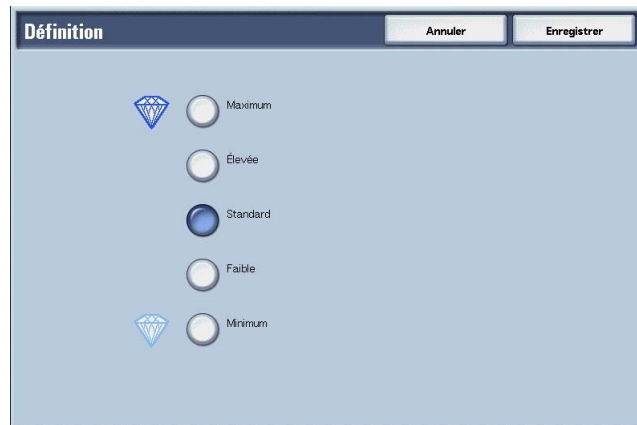 Définition
Annuler
Enregistrer
Maximum
Élevée
Standard
Faible
Minimum